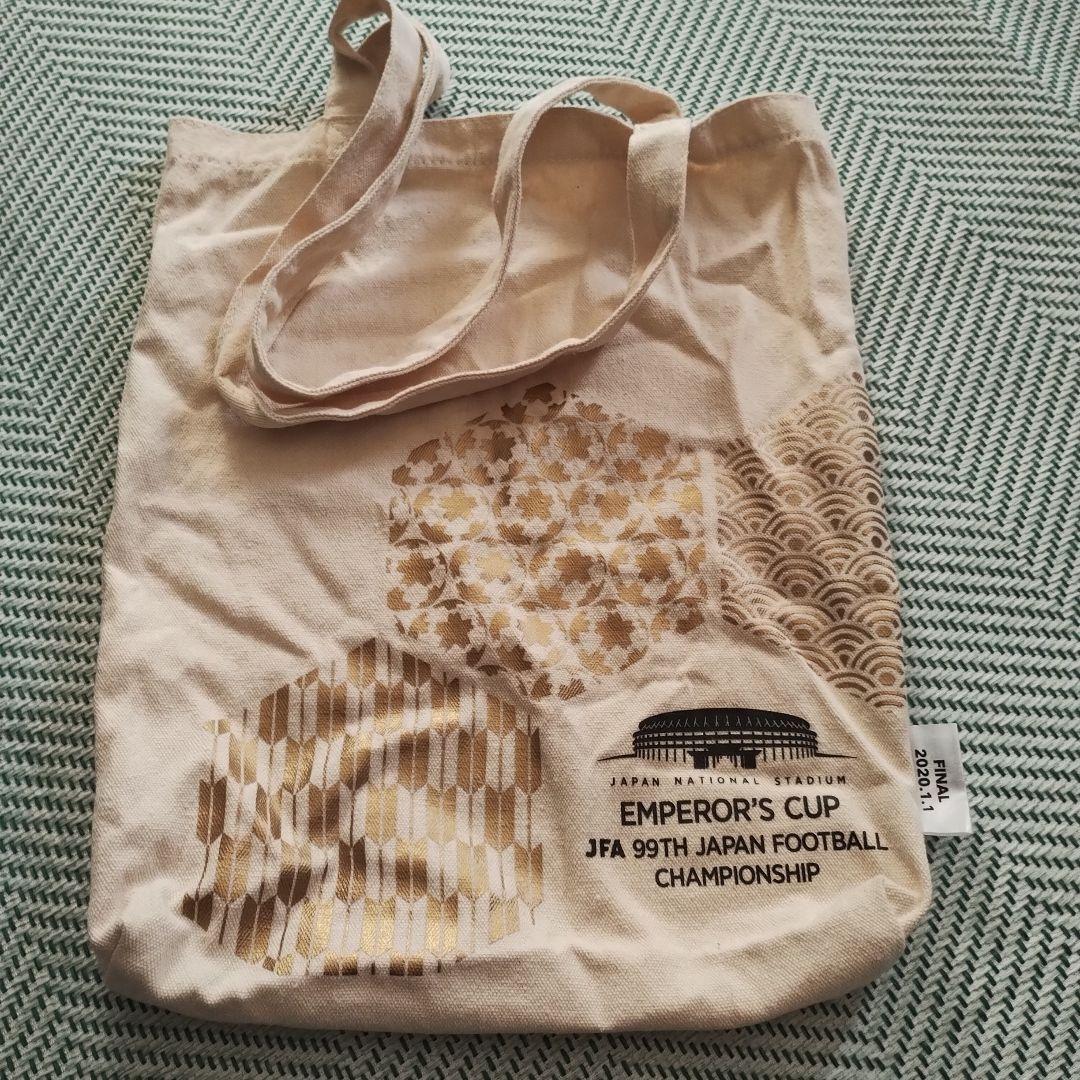 JAPAN NATIONAL STADIUM
EMPEROR'S CUP
JFA 99TH JAPAN FOOTBALL
CHAMPIONSHIP
FINAL
2020.1.1